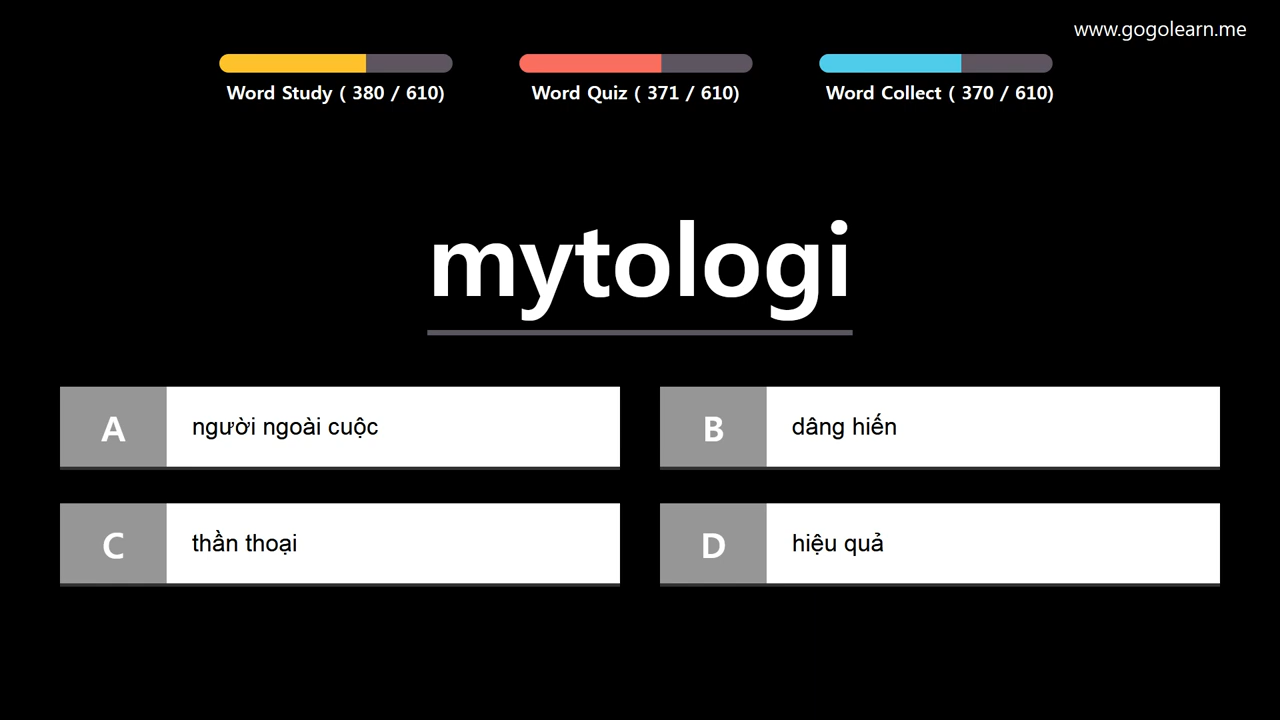 www.gogolearn.me
Word Study ( 380 / 610)
Word Quiz ( 371 / 610)
Word Collect ( 370 / 610)
mytologi
A người ngoài cuộc
B dâng hiến
C thần thoại
D hiệu quả